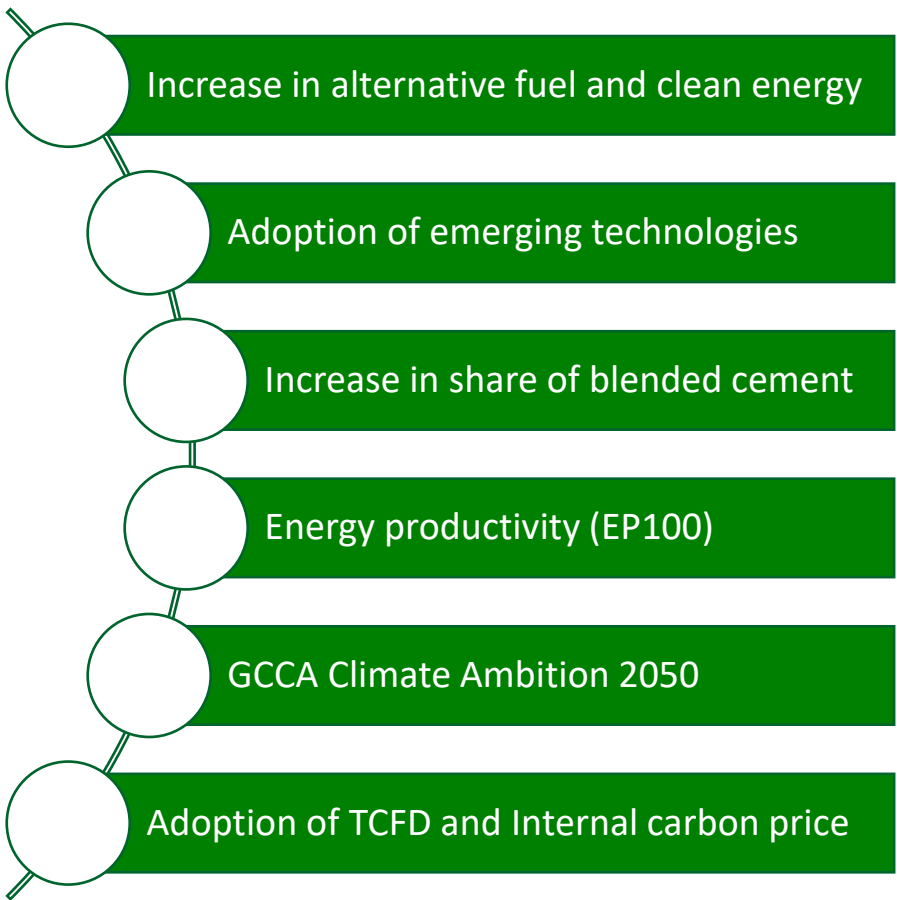 Increase in alternative fuel and clean energy
Adoption of emerging technologies
Increase in share of blended cement
Energy productivity (EP100)
GCCA Climate Ambition 2050
Adoption of TCFD and Internal carbon price